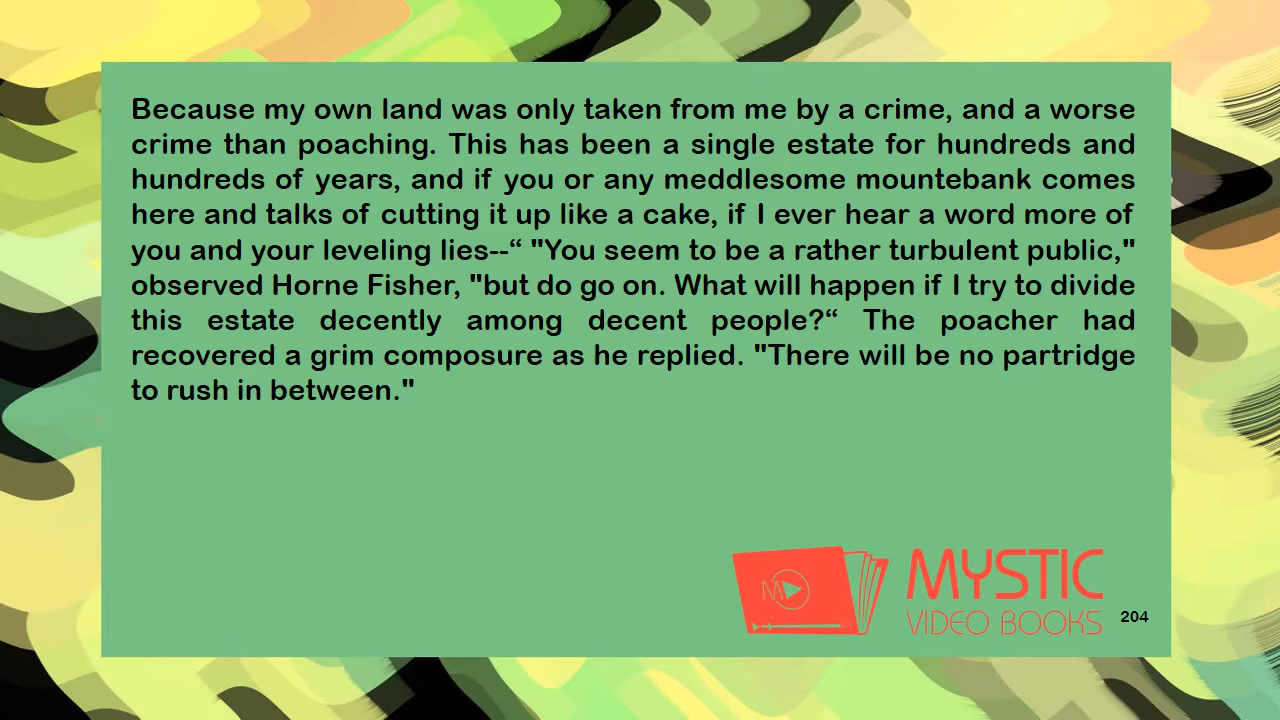 Because my own land was only taken from me by a crime, and a worse
crime than poaching. This has been a single estate for hundreds and
hundreds of years, and if you or any meddlesome mountebank comes
here and talks of cutting it up like a cake, if I ever hear a word more of
you and your leveling lies--“ "You seem to be a rather turbulent public,"
observed Horne Fisher, "but do go on. What will happen if I try to divide
this estate decently among decent people?“ The poacher had
recovered a grim composure as he replied. "There will be no partridge
to rush in between."
M
MYSTIC
VIDEO BOOKS
204